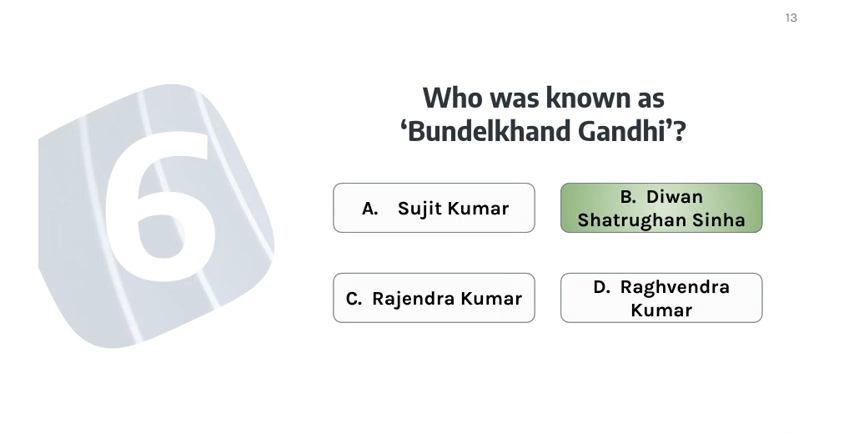 13
6
Who was known as
‘Bundelkhand Gandhi’?
A. Sujit Kumar
B. Diwan
Shatrughan Sinha
C. Rajendra Kumar
D. Raghvendra
Kumar